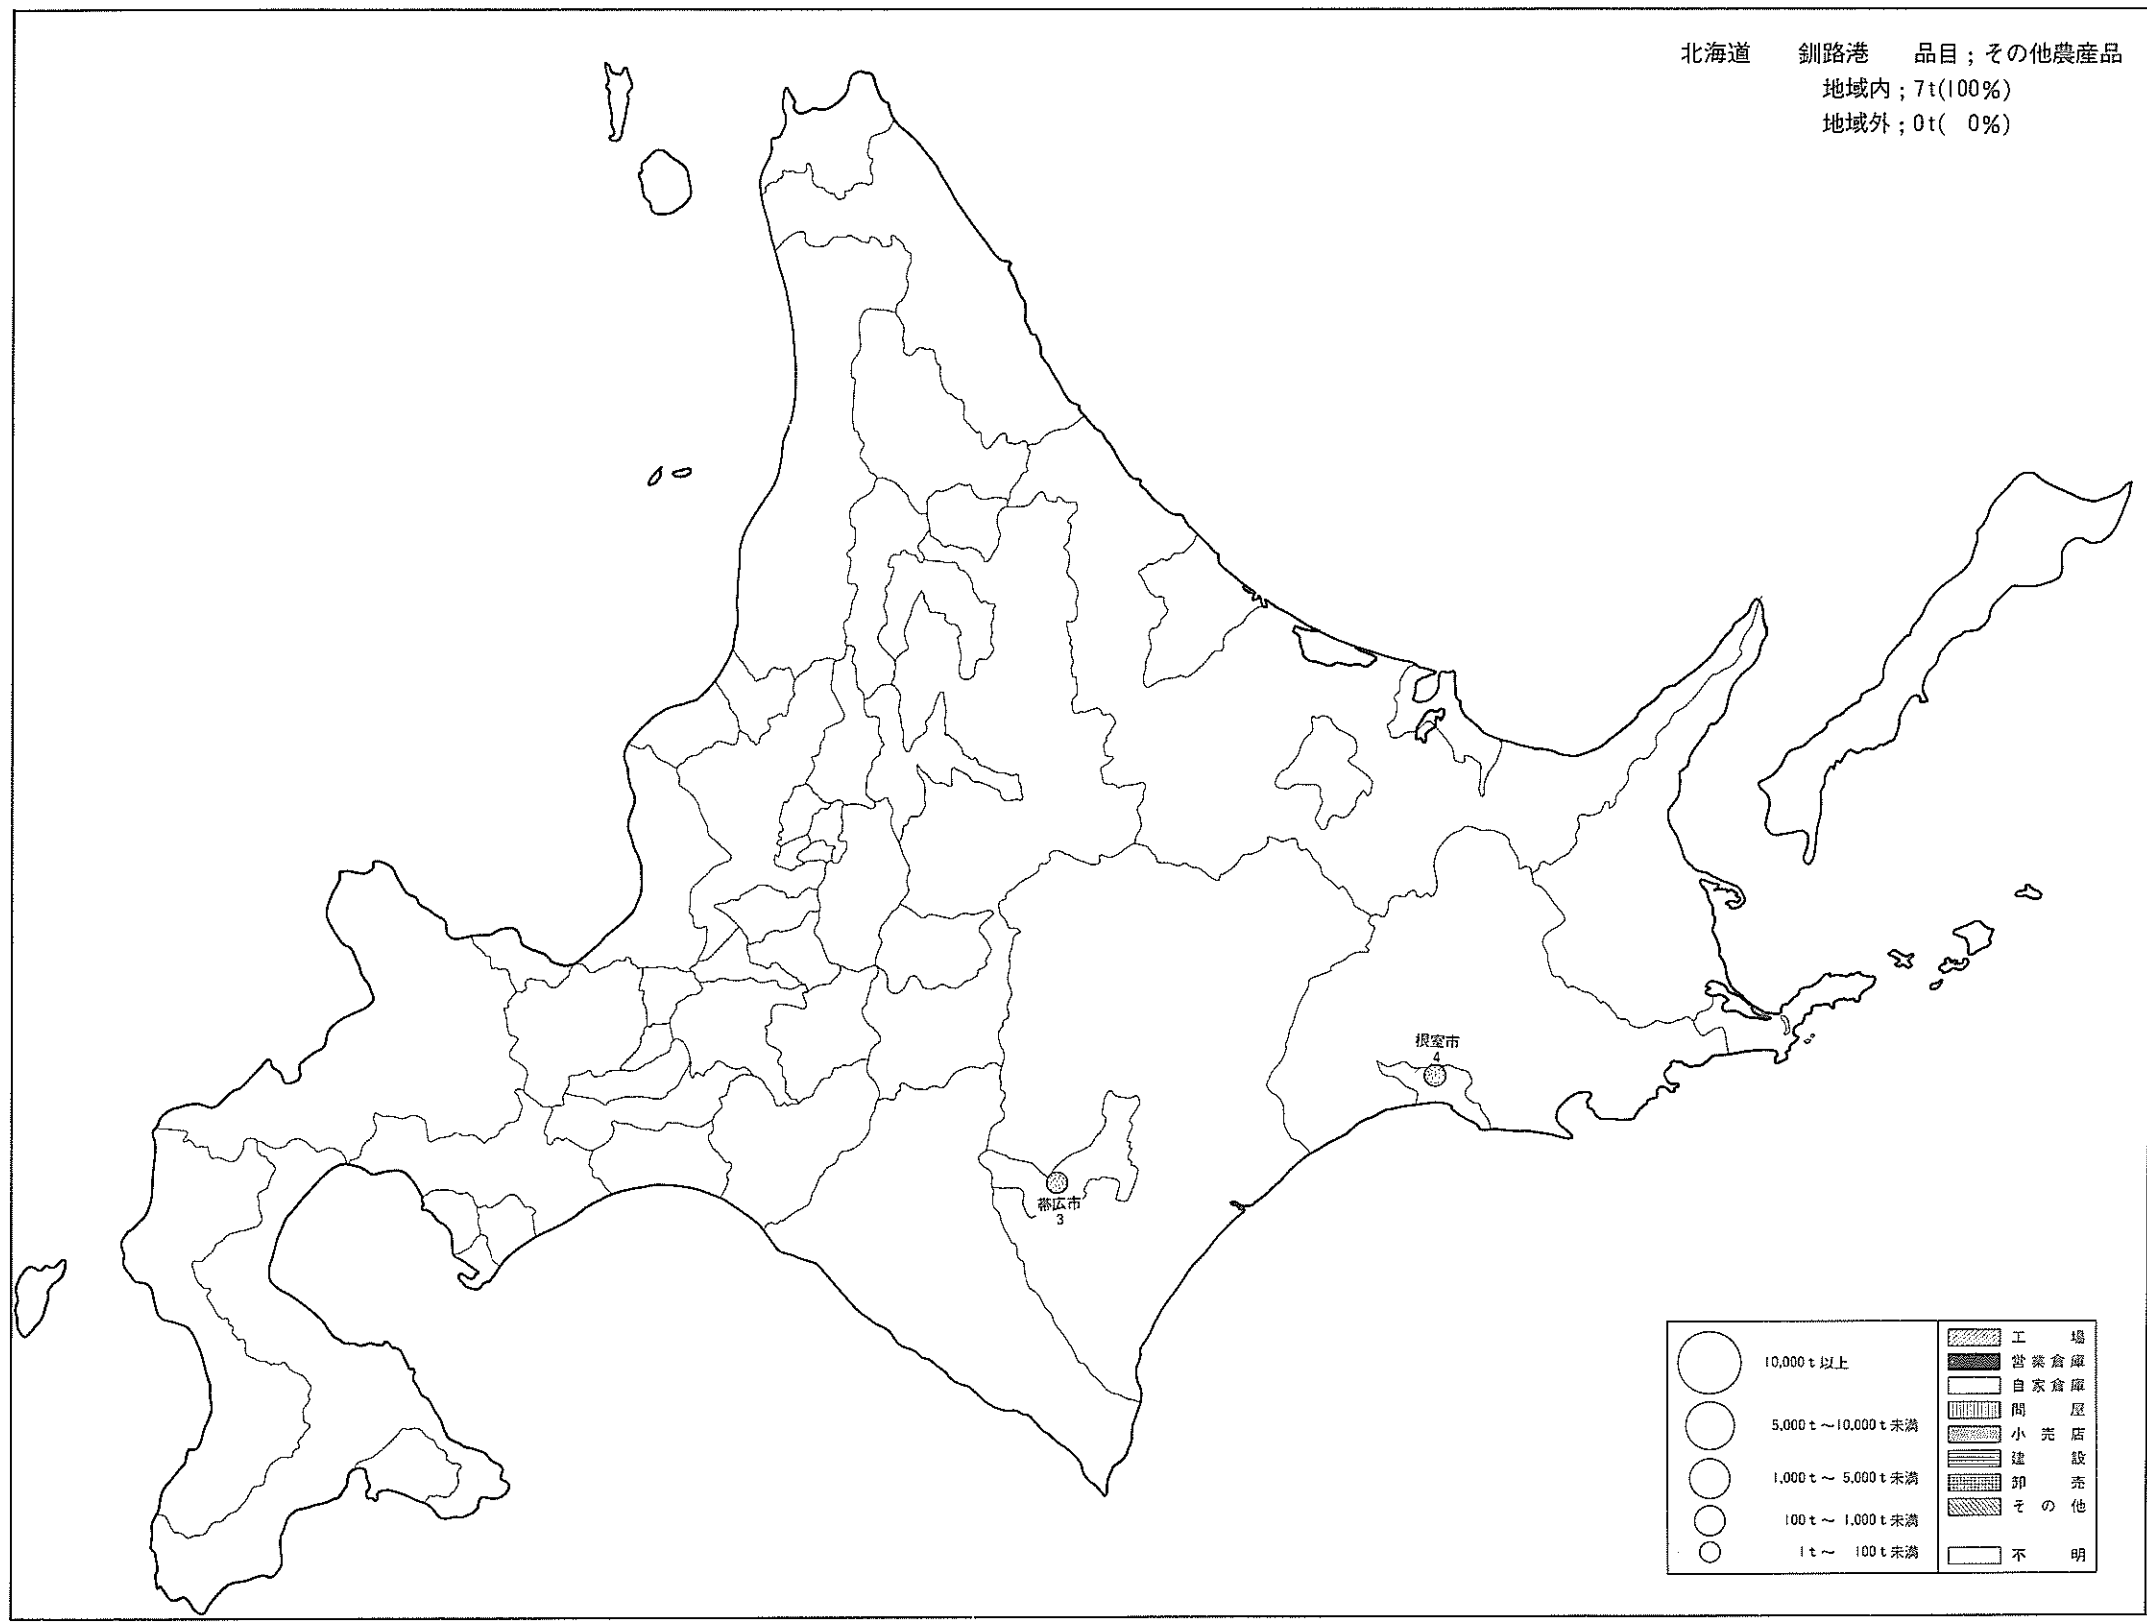 北海道 釧路港 品目;その他農産品
地域内;7t(100%)
地域外;0t( 0%)
根室市
4
帯広市
3
10,000t以上
5,000t~10,000t未満
1,000t~ 5,000t未満
100t~ 1,000t未満
1t~ 100t未満
工場
営業倉庫
自家倉庫
問屋
小売店
建設
卸売
その他
不明